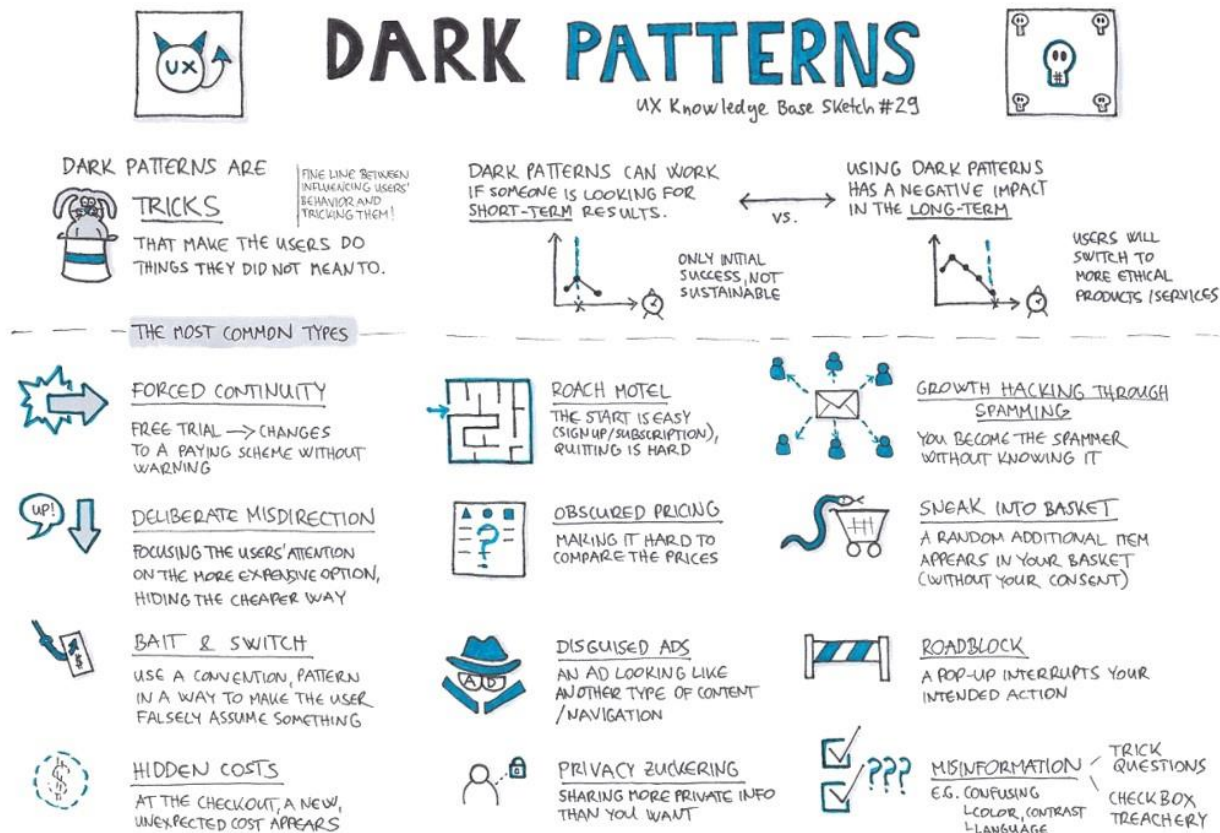 UX
DARK PATTERNS
UX Knowledge Base Sketch #29
DARK PATTERNS ARE
TRICKS
THAT MAKE THE USERS DO
THINGS THEY DID NOT MEAN TO.
FINE LINE BETWEEN
INFLUENCING USERS'
BEHAVIOR AND
TRICKING THEM!
DARK PATTERNS CAN WORK
IF SOMEONE IS LOOKING FOR
SHORT-TERM RESULTS.
VS.
USING DARK PATTERNS
HAS A NEGATIVE IMPACT
IN THE LONG-TERM
ONLY INITIAL
SUCCESS, NOT
SUSTAINABLE
USERS WILL
SWITCH TO
MORE ETHICAL
PRODUCTS/SERVICES
THE MOST COMMON TYPES
FORCED CONTINUITY
FREE TRIAL → CHANGES
TO A PAYING SCHEME WITHOUT
WARNING
ROACH MOTEL
THE START IS EASY
(SIGN UP/SUBSCRIPTION),
QUITTING IS HARD
GROWTH HACKING THROUGH
SPAMMING
YOU BECOME THE SPAMMER
WITHOUT KNOWING IT
UP!
DELIBERATE MISDIRECTION
FOCUSING THE USERS' ATTENTION
ON THE MORE EXPENSIVE OPTION,
HIDING THE CHEAPER WAY
?
OBSCURED PRICING
MAKING IT HARD TO
COMPARE THE PRICES
SNEAK INTO BASKET
A RANDOM ADDITIONAL ITEM
APPEARS IN YOUR BASKET
(WITHOUT YOUR CONSENT)
BAIT & SWITCH
USE A CONVENTION, PATTERN
IN A WAY TO MAKE THE USER
FALSELY ASSUME SOMETHING
AD
DISGUISED ADS
AN AD LOOKING LIKE
ANOTHER TYPE OF CONTENT
/NAVIGATION
ROADBLOCK
A POP-UP INTERRUPTS YOUR
INTENDED ACTION
$
HIDDEN COSTS
AT THE CHECKOUT, A NEW,
UNEXPECTED COST APPEARS
PRIVACY ZUCKERING
SHARING MORE PRIVATE INFO
THAN YOU WANT
???
MISINFORMATION
E.G. CONFUSING
COLOR, CONTRAST
LANGUAGE
TRICK
QUESTIONS
CHECKBOX
TREACHERY